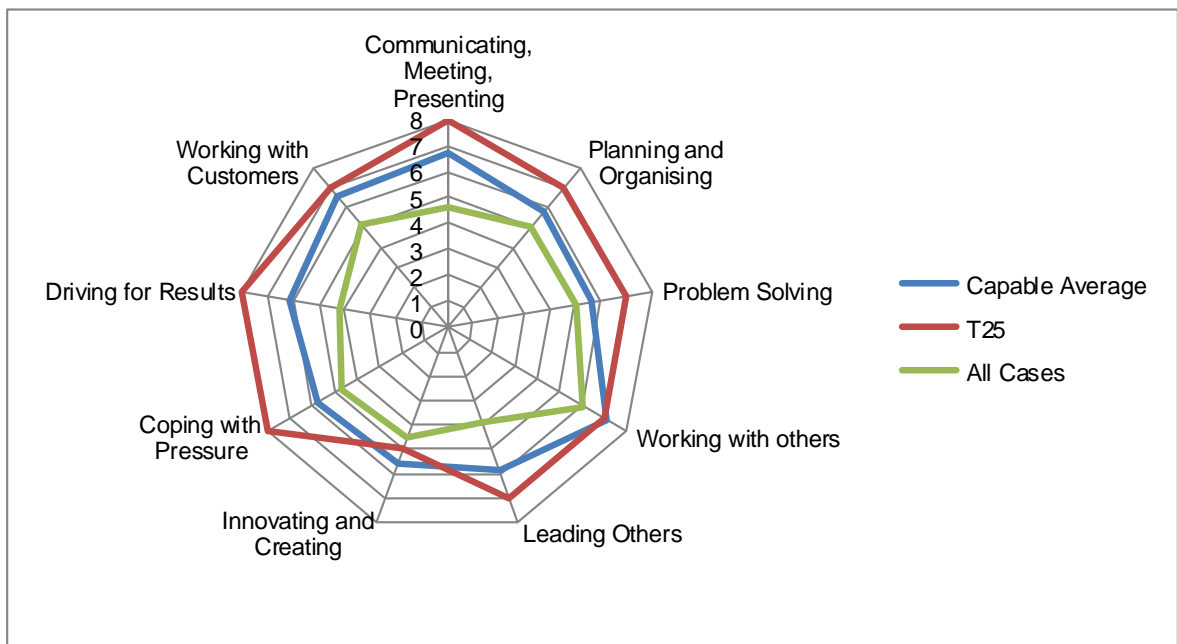 Communicating,
Meeting,
Presenting
8
7
6
5
4
3
2
1
0
Planning and
Organising
Problem Solving
Working with others
Leading Others
Innovating and
Creating
Coping with
Pressure
Driving for Results
Working with
Customers
Capable Average
T25
All Cases